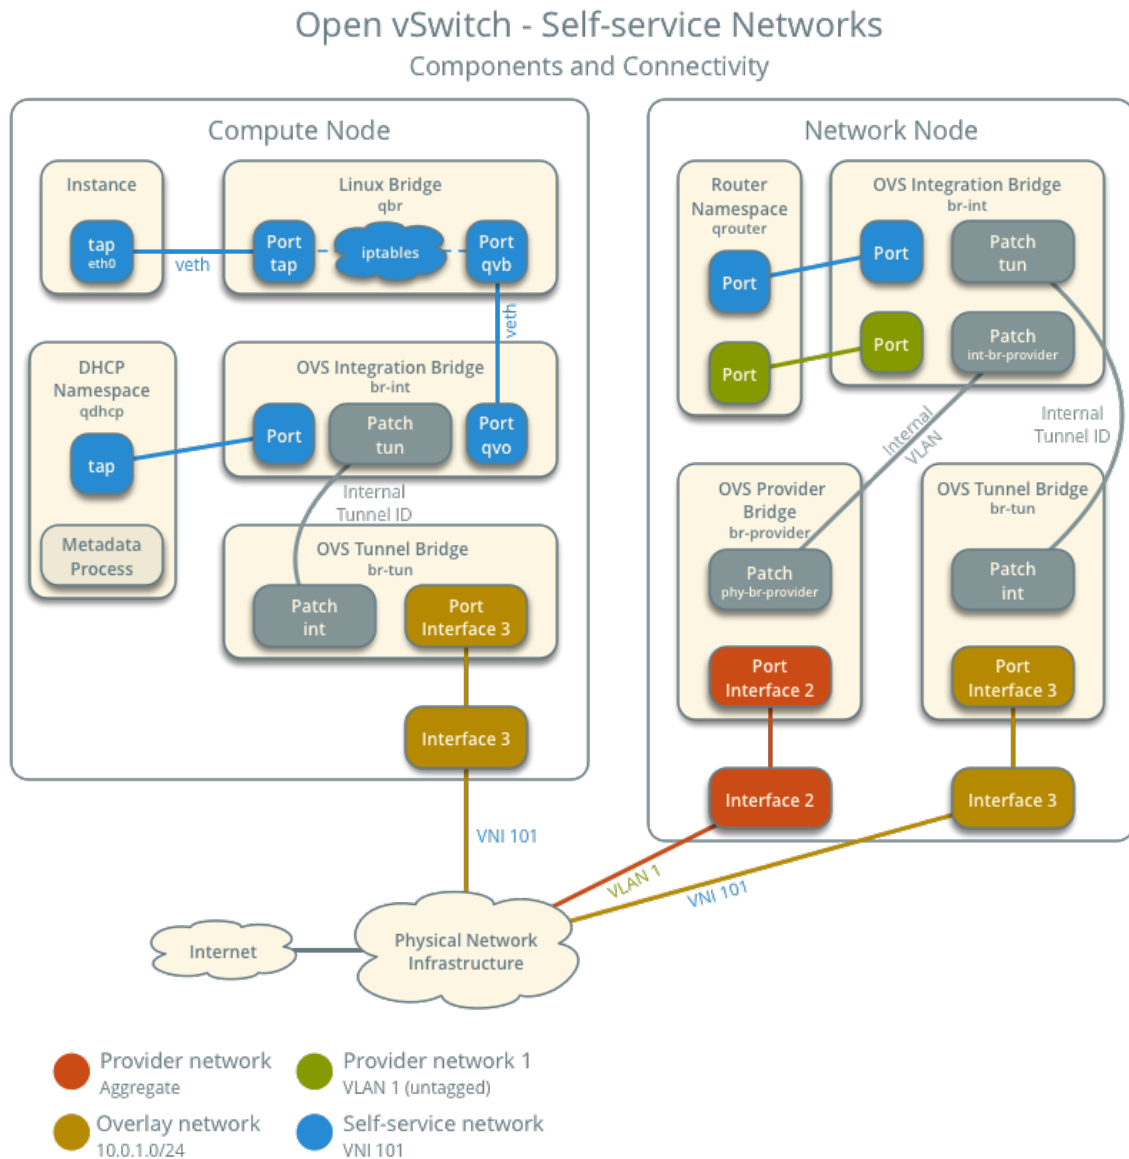 Open vSwitch - Self-service Networks
Components and Connectivity
Compute Node
Instance
tap
eth0
veth
Linux Bridge
qbr
Port
tap
iptables
Port
qvb
veth
DHCP
Namespace
qdhcp
tap
Metadata
Process
OVS Integration Bridge
br-int
Port
Patch
tun
Port
qvo
Internal
Tunnel ID
OVS Tunnel Bridge
br-tun
Patch
int
Port
Interface 3
Interface 3
VNI 101
Network Node
Router
Namespace
qrouter
Port
Port
OVS Integration Bridge
br-int
Port
Patch
tun
Port
Patch
int-br-provider
Internal
VLAN
Internal
Tunnel ID
OVS Provider
Bridge
br-provider
Patch
phy-br-provider
Port
Interface 2
Interface 2
OVS Tunnel Bridge
br-tun
Patch
int
Port
Interface 3
Interface 3
VLAN 1
VNI 101
Internet
Physical Network
Infrastructure
Provider network
Aggregate
Provider network 1
VLAN 1 (untagged)
Overlay network
10.0.1.0/24
Self-service network
VNI 101